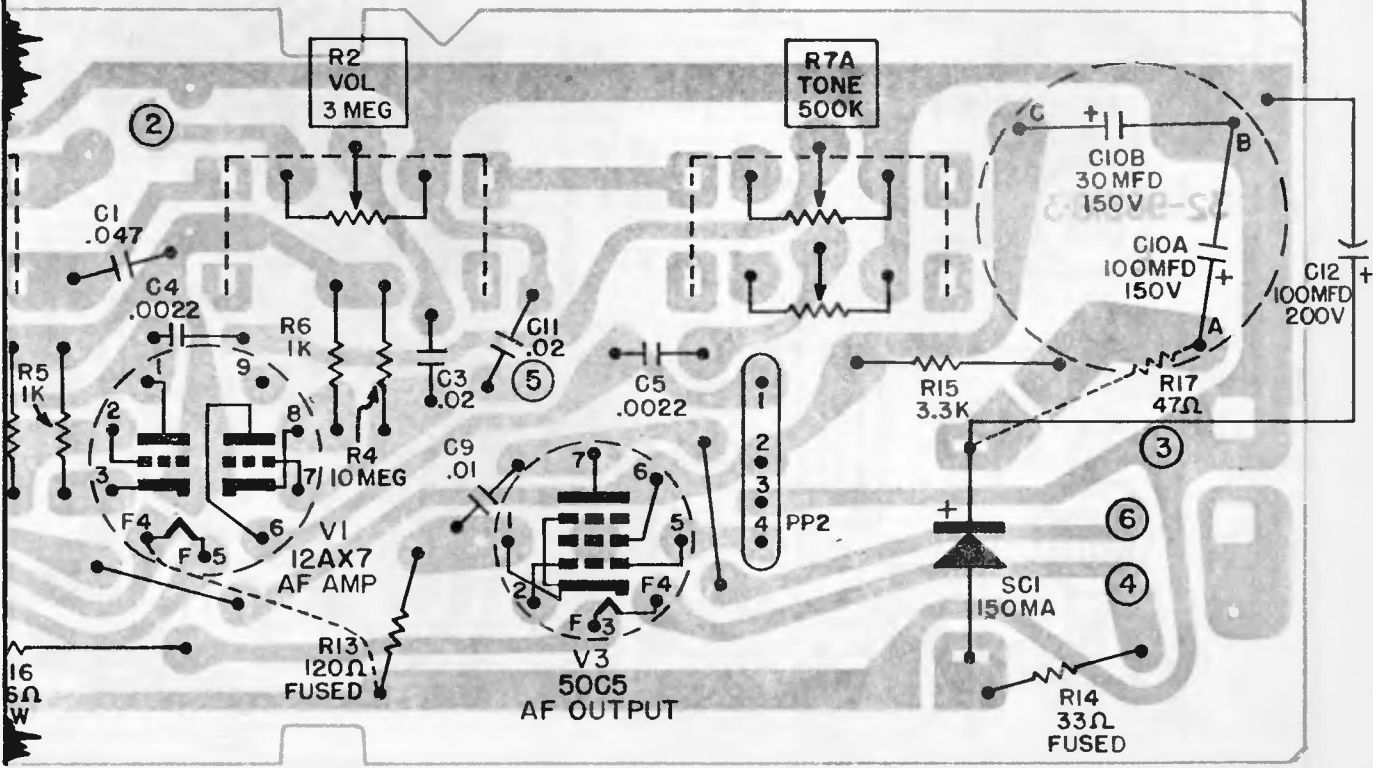 R2
VOL
3 MEG
R7A
TONE
500K
2
C
+
B
C10B
30 MFD
150V
C1
.047
C10A
100MFD
150V
+
C12
100MFD
200V
+
A
C4
.0022
R6
1K
C11
.02
5
C3
.02
C5
.0022
R15
3.3K
R17
47Ω
R5
1K
1
9
2
8
3
7
R4
10 MEG
C9
.01
F4
F
5
6
V1
12AX7
AF AMP
7
6
1
5
2
F4
F
3
V3
50C5
AF OUTPUT
1
2
3
4
PP2
3
6
4
+
SC1
150MA
R13
120Ω
FUSED
R14
33Ω
FUSED
16
W